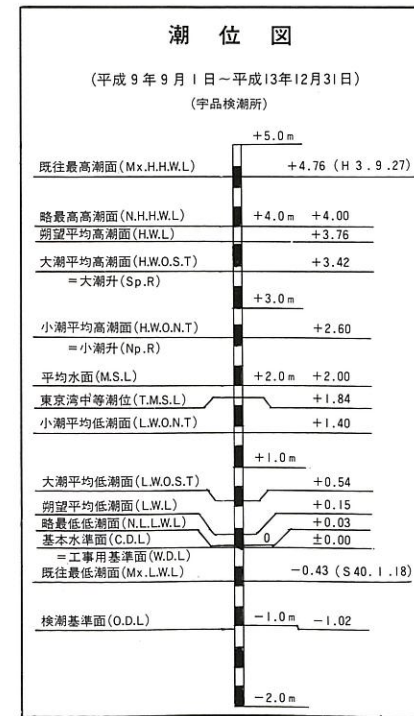 潮位図
(平成9年9月1日～平成13年12月31日)
(宇品検潮所)
+5.0m
既往最高潮面(Mx.H.H.W.L) +4.76 (H3.9.27)
略最高高潮面(N.H.H.W.L) +4.0m +4.00
朔望平均高潮面(H.W.L) +3.76
大潮平均高潮面(H.W.O.S.T) +3.42
=大潮升(Sp.R)
+3.0m
小潮平均高潮面(H.W.O.N.T) +2.60
=小潮升(Np.R)
平均水面(M.S.L) +2.0m +2.00
東京湾中等潮位(T.M.S.L) +1.84
小潮平均低潮面(L.W.O.N.T) +1.40
+1.0m
大潮平均低潮面(L.W.O.S.T) +0.54
朔望平均低潮面(L.W.L) +0.15
略最低低潮面(N.L.L.W.L) +0.03
基本水準面(C.D.L) 0 ±0.00
=工事用基準面(W.D.L)
既往最低潮面(Mx.L.W.L) -0.43 (S40.1.18)
検潮基準面(O.D.L) -1.0m -1.02
-2.0m